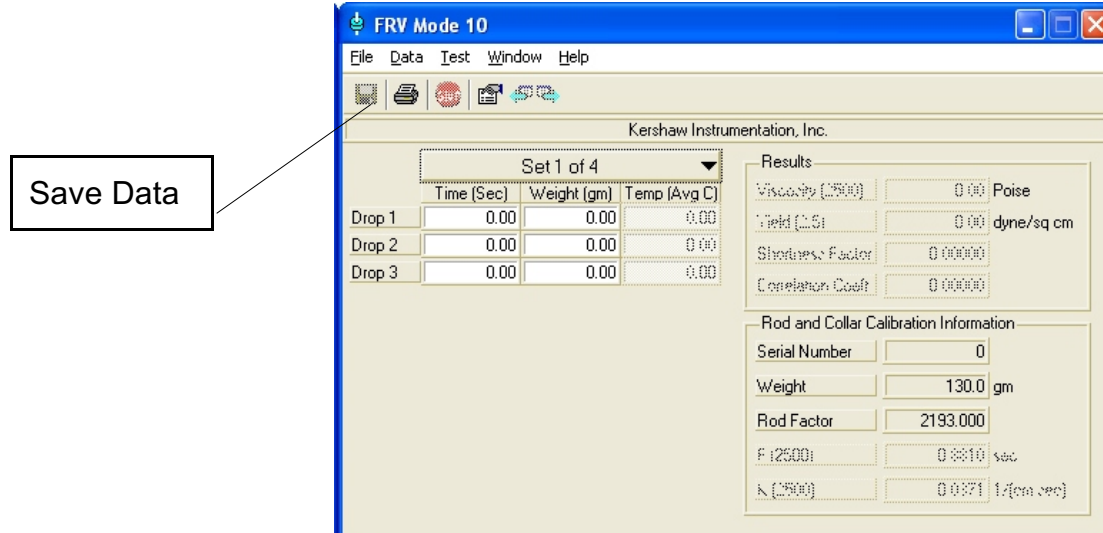 FRV Mode 10
File Data Test Window Help
Kershaw Instrumentation, Inc.
Save Data
Set 1 of 4
Time (Sec) Weight (gm) Temp (Avg C)
Drop 1 0.00 0.00 0.00
Drop 2 0.00 0.00 0.00
Drop 3 0.00 0.00 0.00
Results
Viscosity (2500) 0.00 Poise
Yield (2.5) 0.00 dyne/sq cm
Shortness Factor 0.00000
Correlation Coeff 0.00000
Rod and Collar Calibration Information
Serial Number 0
Weight 130.0 gm
Rod Factor 2193.000
(2500) sec
K (2500) 1/(cm sec)